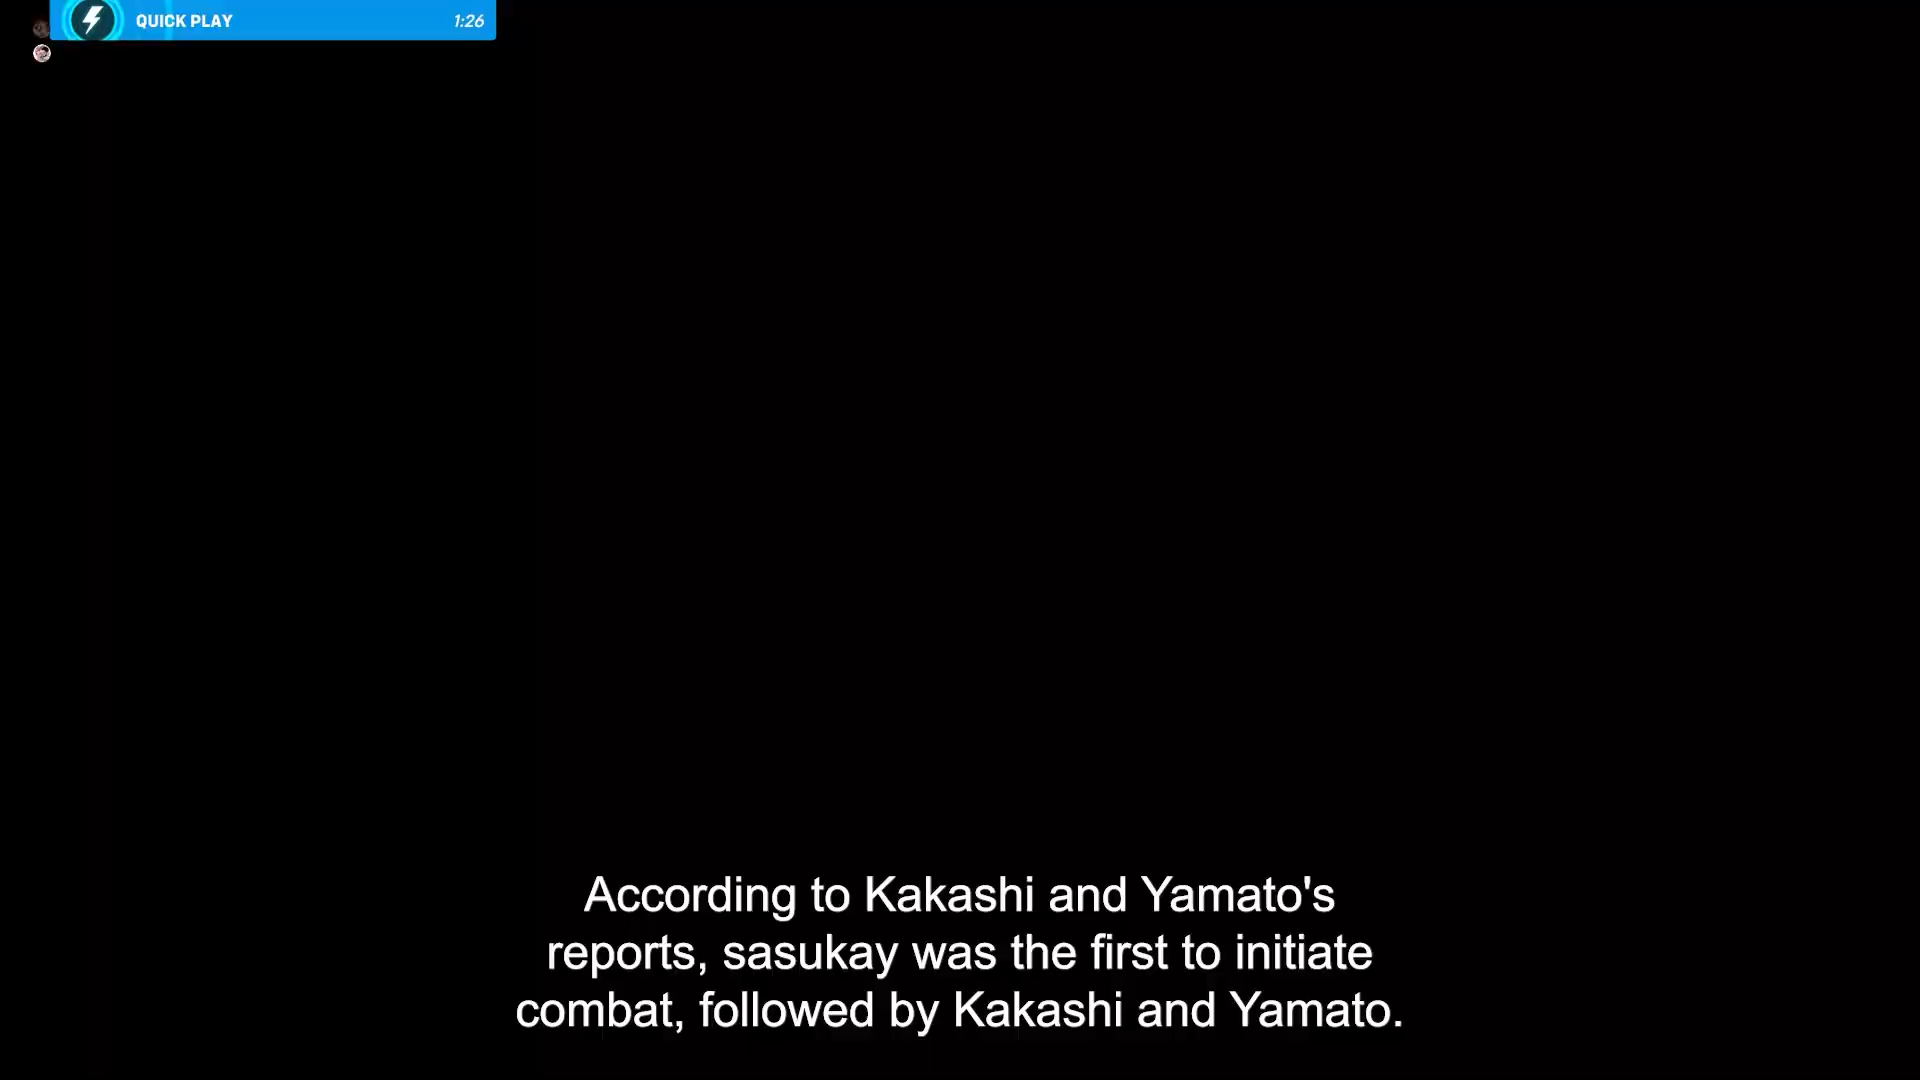 QUICK PLAY 1:26
According to Kakashi and Yamato's
reports, sasukay was the first to initiate
combat, followed by Kakashi and Yamato.